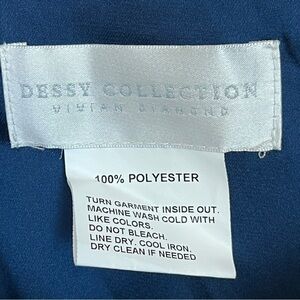 DESSY COLLECTION
VIVIAN DIAMOND
100% POLYESTER
TURN GARMENT INSIDE OUT.
MACHINE WASH COLD WITH
LIKE COLORS.
DO NOT BLEACH.
LINE DRY. COOL IRON.
DRY CLEAN IF NEEDED